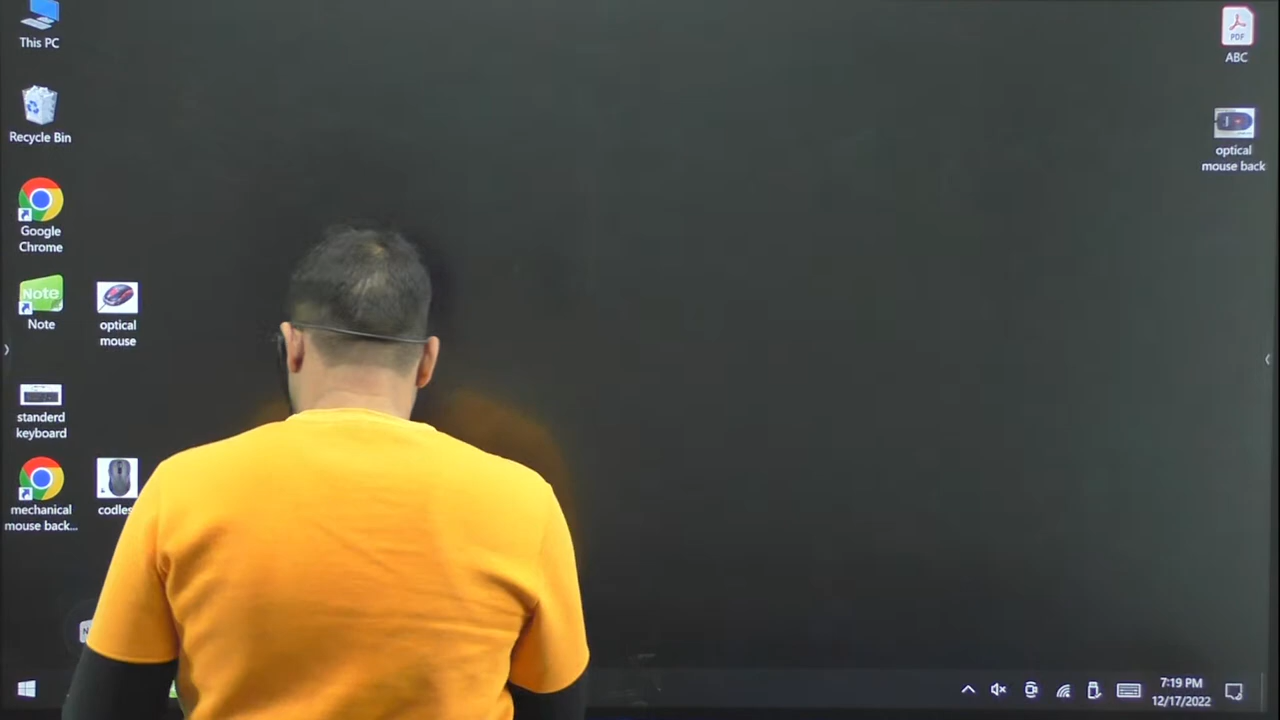 This PC
Recycle Bin
Google
Chrome
Note
Note
optical
mouse
standerd
keyboard
mechanical
mouse back...
codles
PDF
ABC
optical
mouse back
7:19 PM
12/17/2022